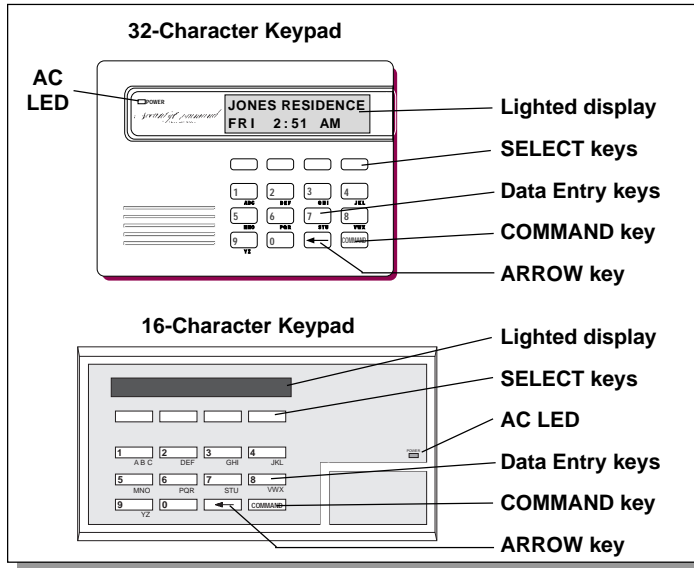 32-Character Keypad
AC
LED
POWER
JONES RESIDENCE
FRI 2:51 AM
Lighted display
SELECT keys
1 2 3 4
ABC DEF GHI JKL
Data Entry keys
5 6 7 8
MNO PQR STU VWX
COMMAND key
9 0 COMMAND
YZ
ARROW key
16-Character Keypad
Lighted display
SELECT keys
AC LED
POWER
1 2 3 4
ABC DEF GHI JKL
Data Entry keys
5 6 7 8
MNO PQR STU VWX
COMMAND key
9 0 COMMAND
YZ
ARROW key